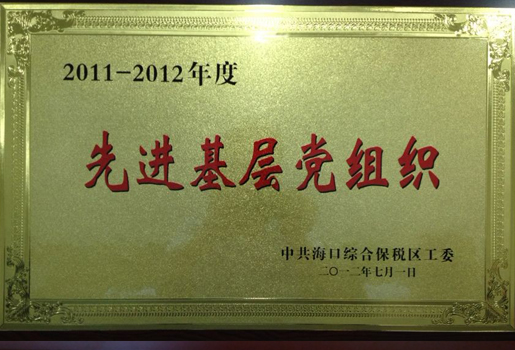 2011-2012年度
先进基层党组织
中共海口综合保税区工委
二〇一二年七月一日